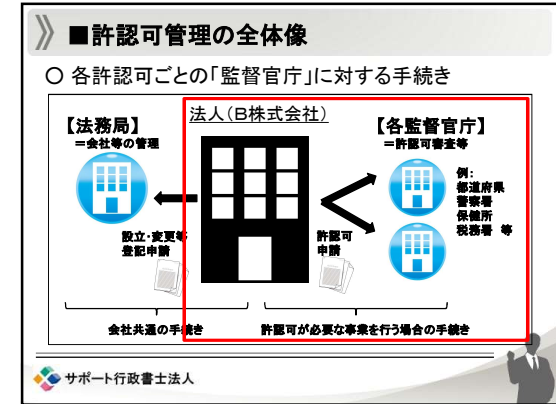 ■許認可管理の全体像
〇 各許認可ごとの「監督官庁」に対する手続き
法人(B株式会社)
【法務局】
＝会社等の管理
【各監督官庁】
＝許認可審査等
例：
都道府県
警察署
保健所
税務署 等
設立・変更等
登記申請
許認可
申請
会社共通の手続き
許認可が必要な事業を行う場合の手続き
サポート行政書士法人